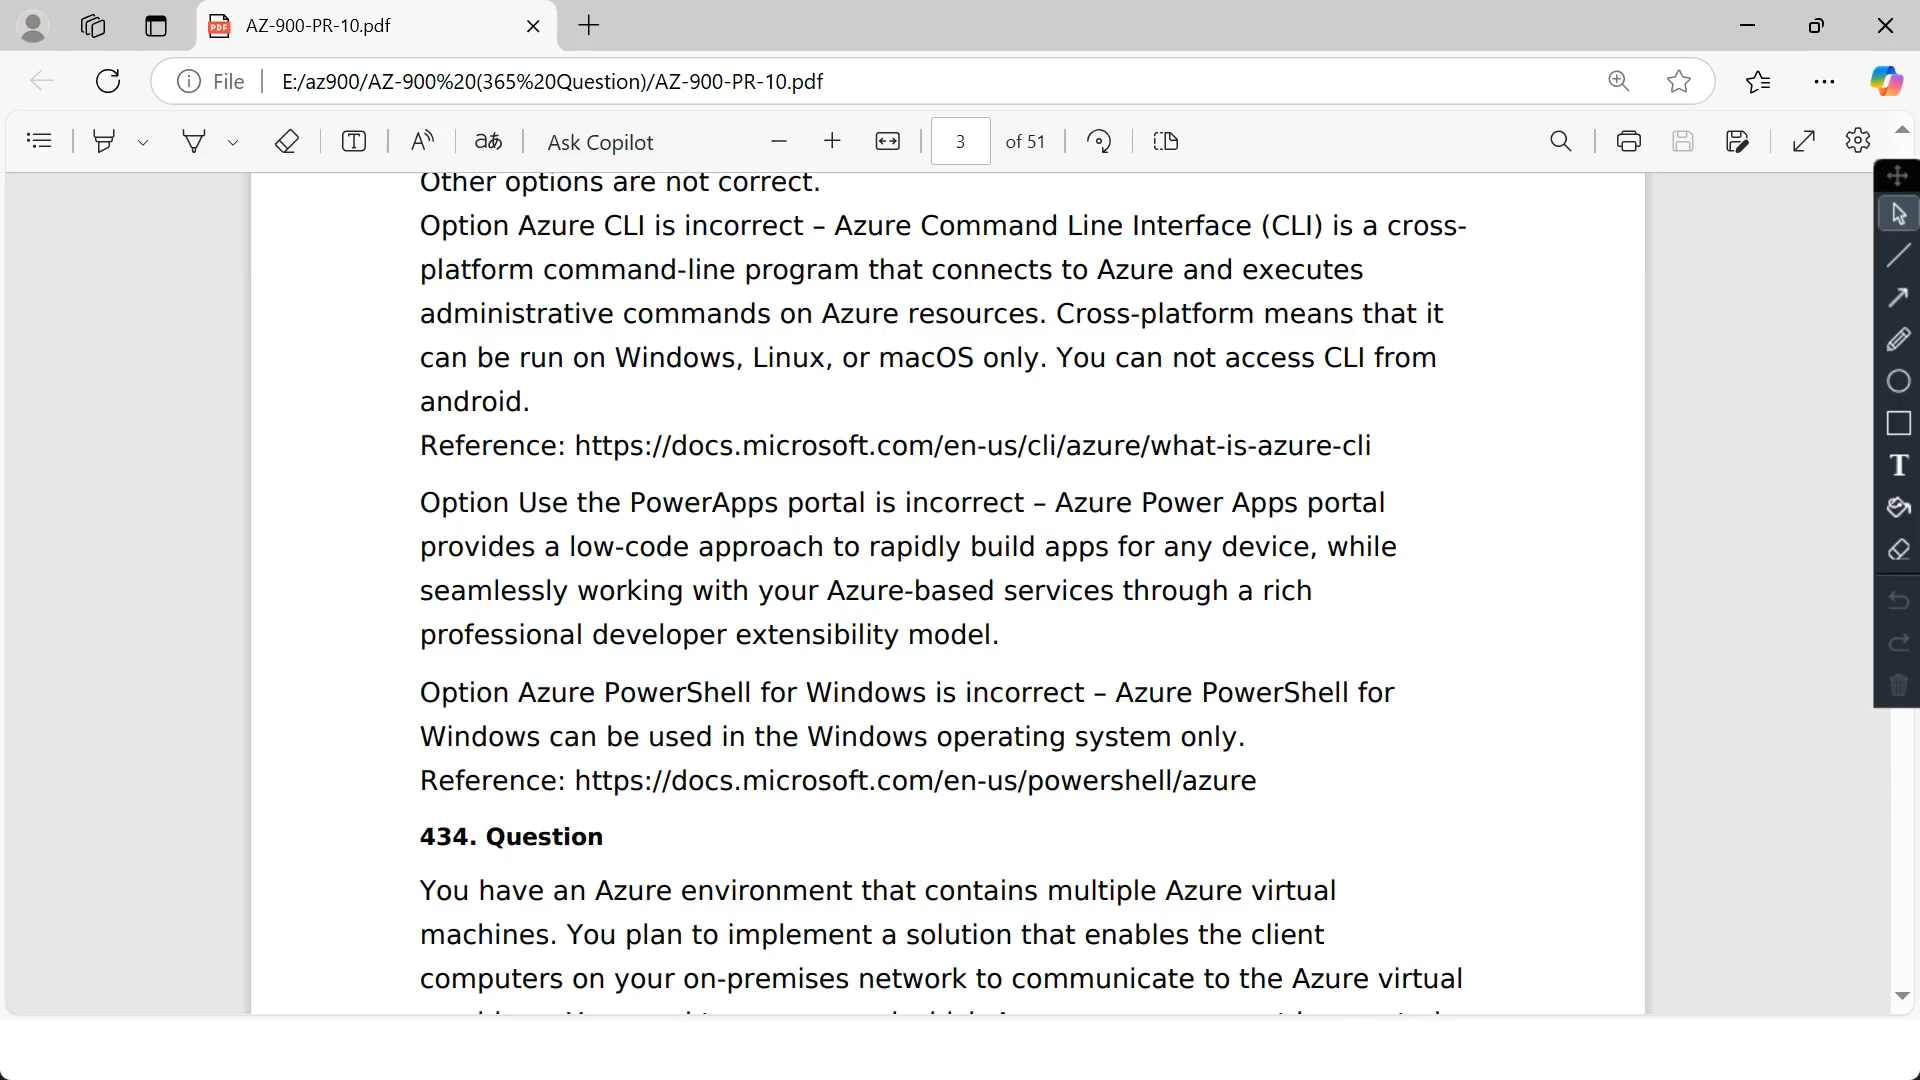 AZ-900-PR-10.pdf
File
E:/az900/AZ-900%20(365%20Question)/AZ-900-PR-10.pdf
Ask Copilot
3 of 51
Other options are not correct.
Option Azure CLI is incorrect – Azure Command Line Interface (CLI) is a cross-
platform command-line program that connects to Azure and executes
administrative commands on Azure resources. Cross-platform means that it
can be run on Windows, Linux, or macOS only. You can not access CLI from
android.
Reference: https://docs.microsoft.com/en-us/cli/azure/what-is-azure-cli
Option Use the PowerApps portal is incorrect – Azure Power Apps portal
provides a low-code approach to rapidly build apps for any device, while
seamlessly working with your Azure-based services through a rich
professional developer extensibility model.
Option Azure PowerShell for Windows is incorrect – Azure PowerShell for
Windows can be used in the Windows operating system only.
Reference: https://docs.microsoft.com/en-us/powershell/azure
434. Question
You have an Azure environment that contains multiple Azure virtual
machines. You plan to implement a solution that enables the client
computers on your on-premises network to communicate to the Azure virtual